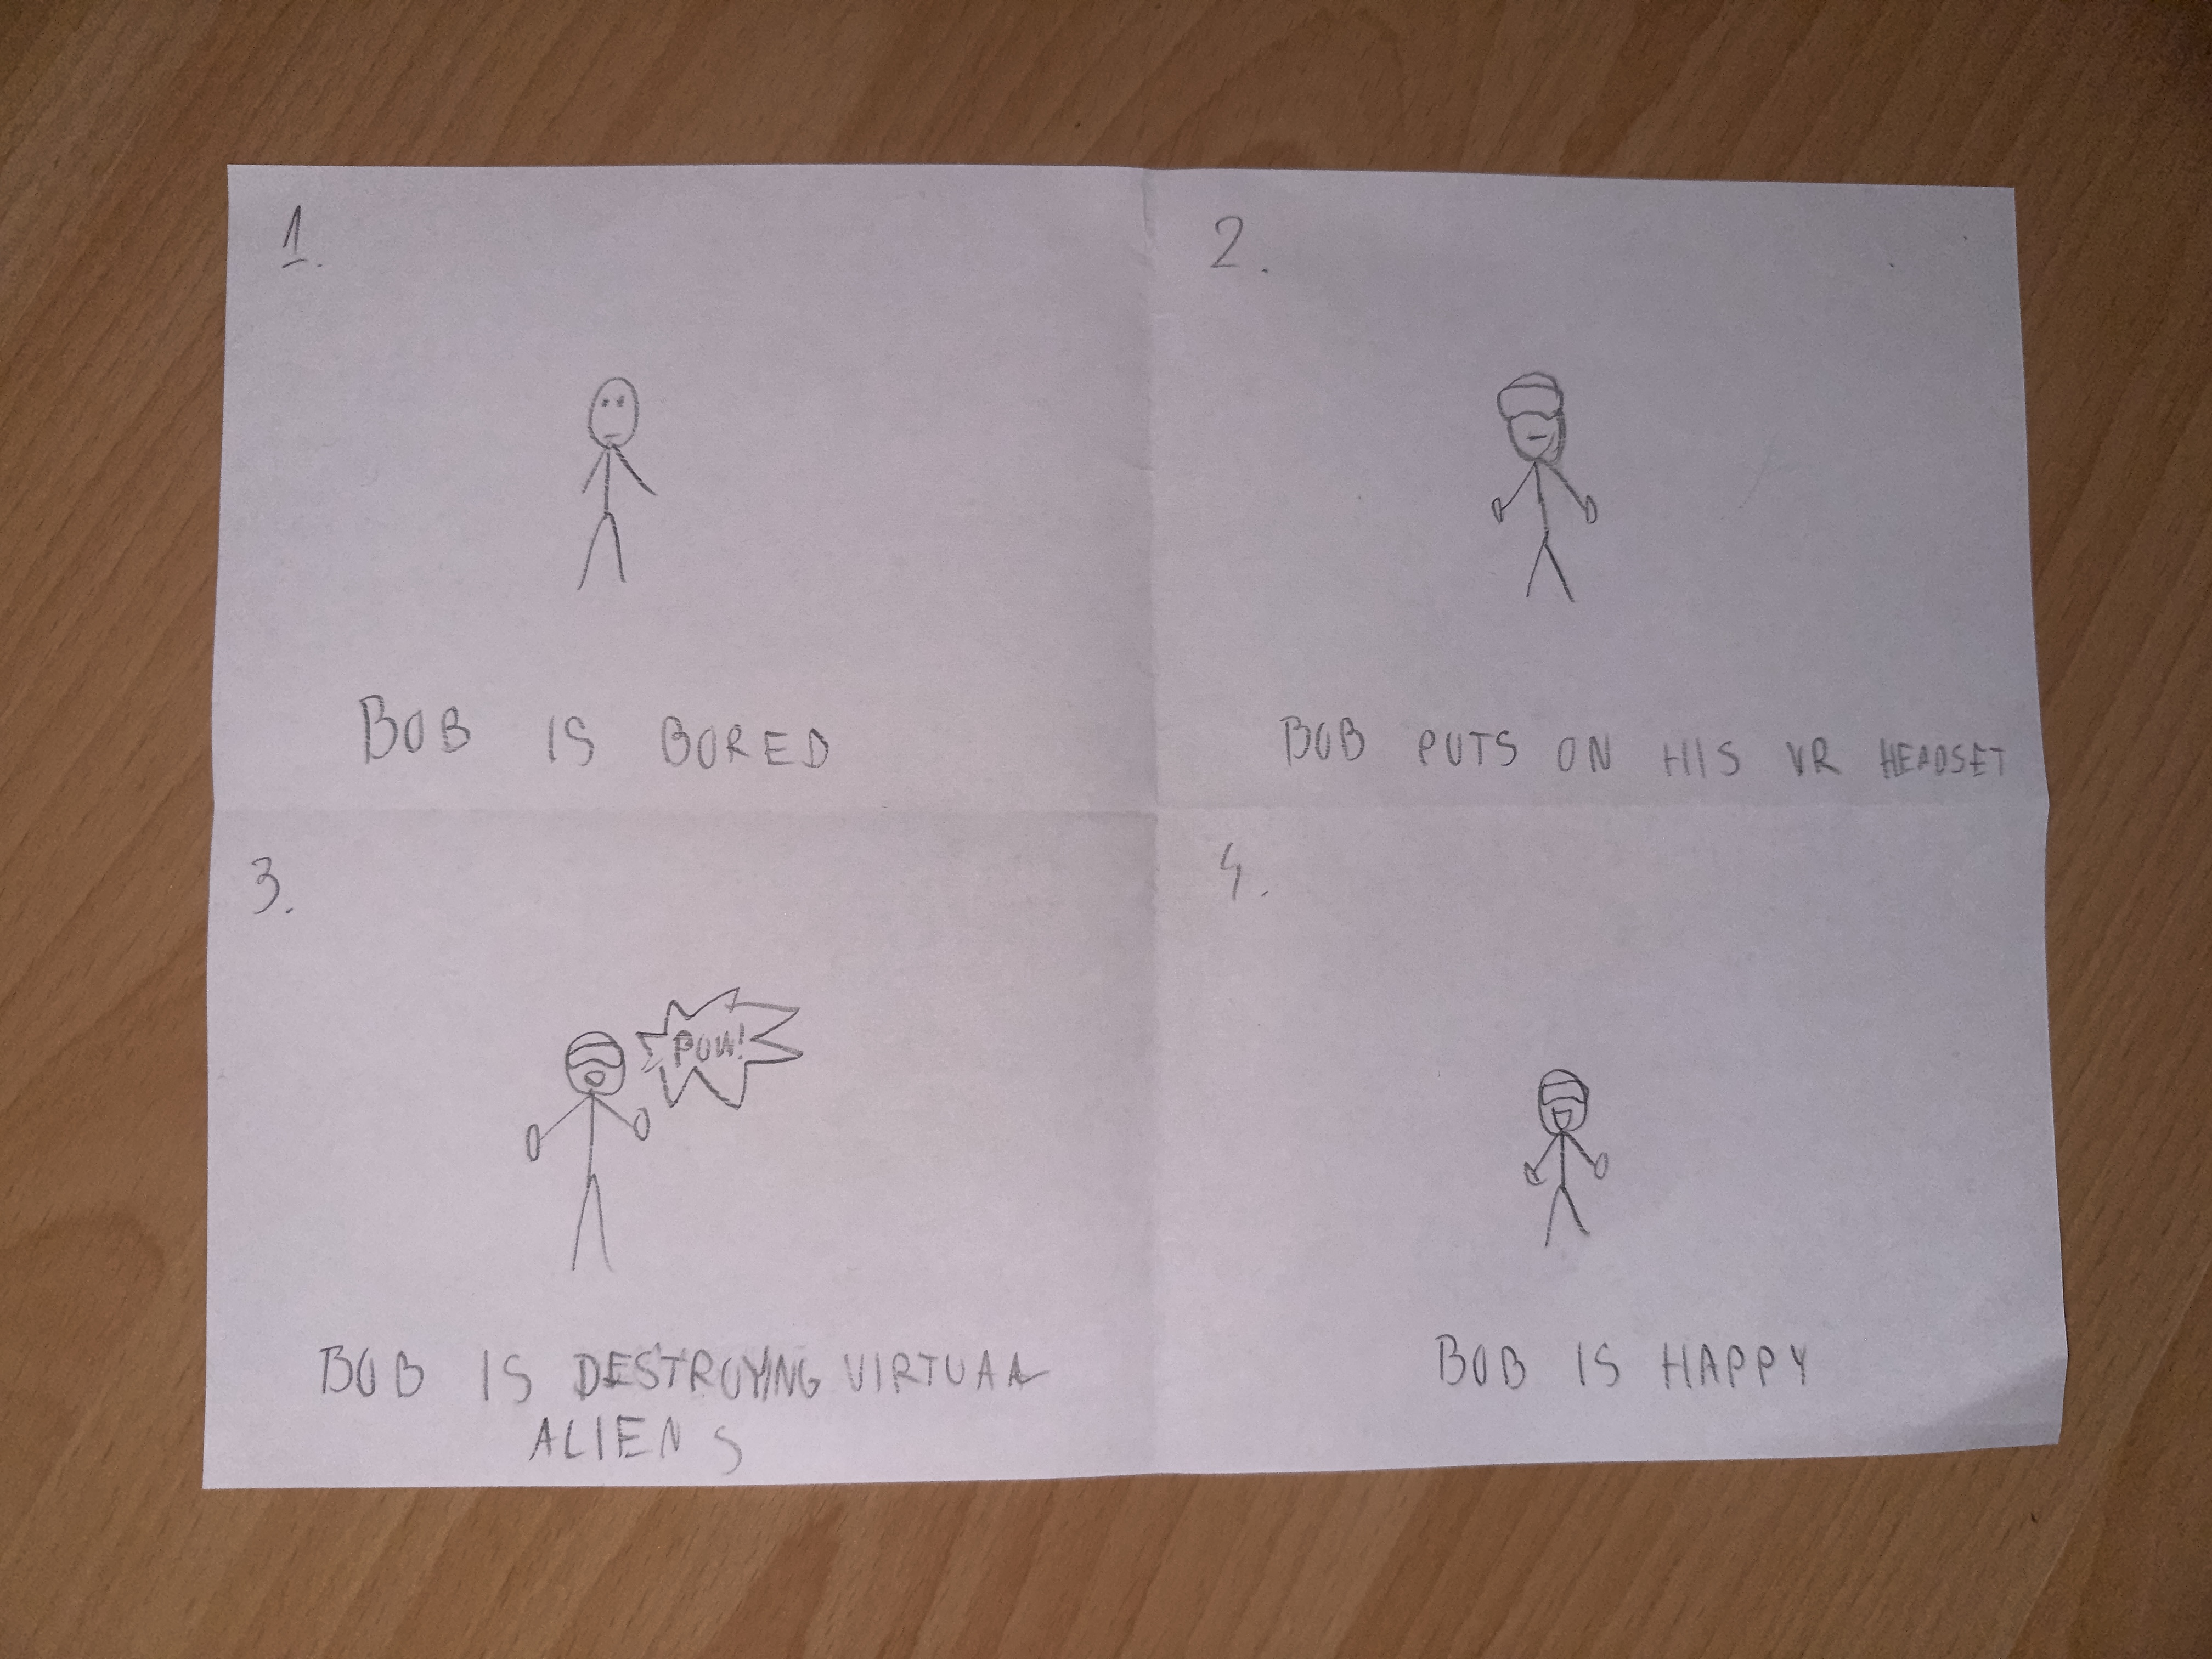 1.
BOB IS BORED
2.
BOB PUTS ON HIS VR HEADSET
3.
POW!
BOB IS DESTROYING VIRTUAL
ALIENS
4.
BOB IS HAPPY